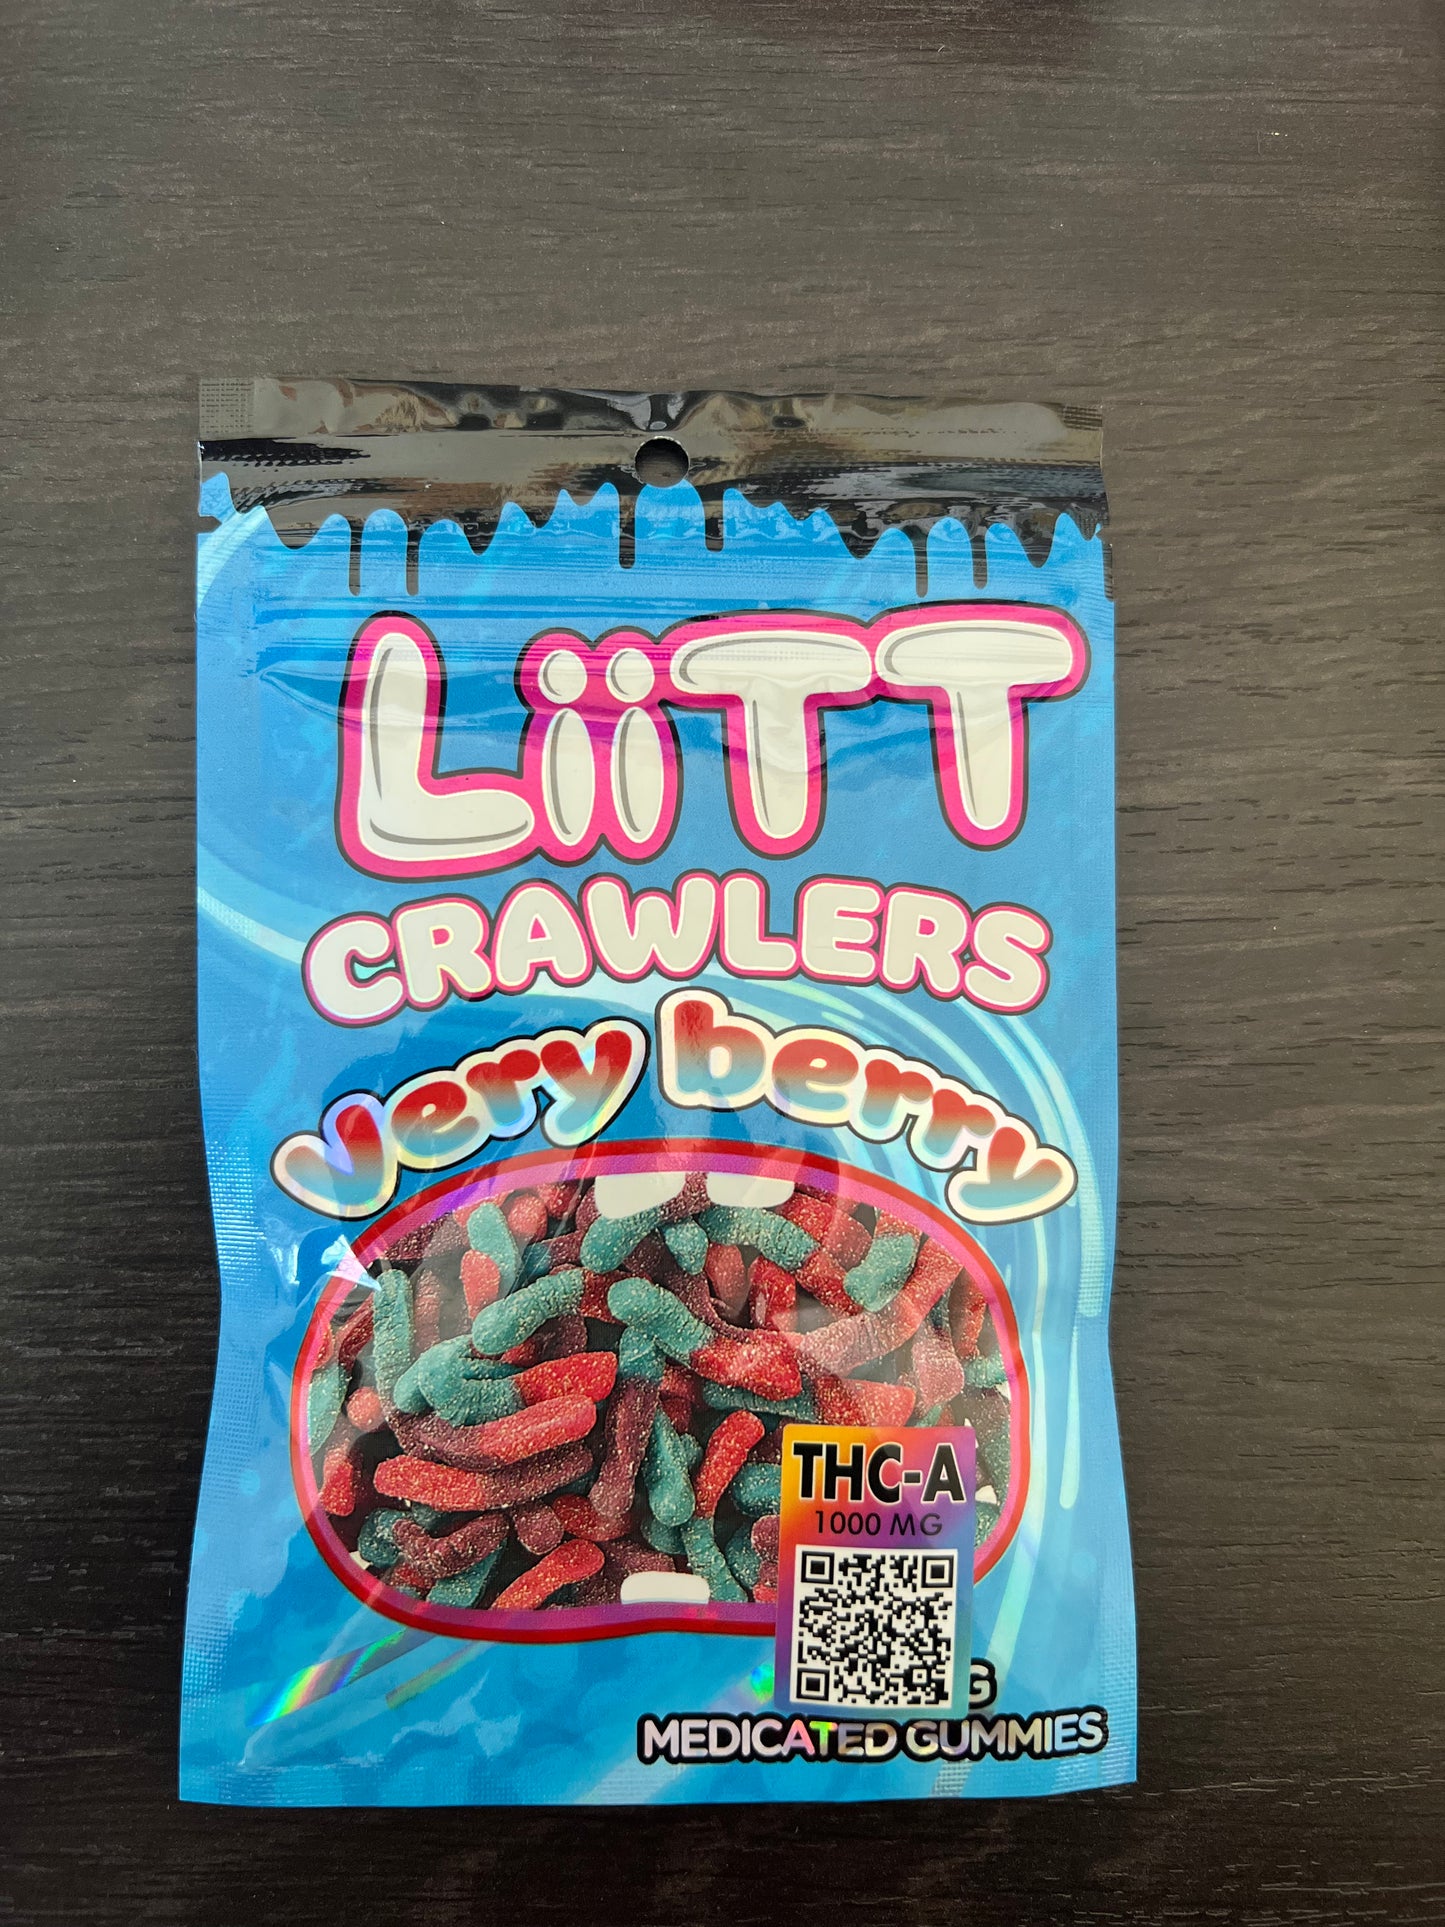 LiiTT
CRAWLERS
very berry
THC-A
1000 MG
G
MEDICATED GUMMIES